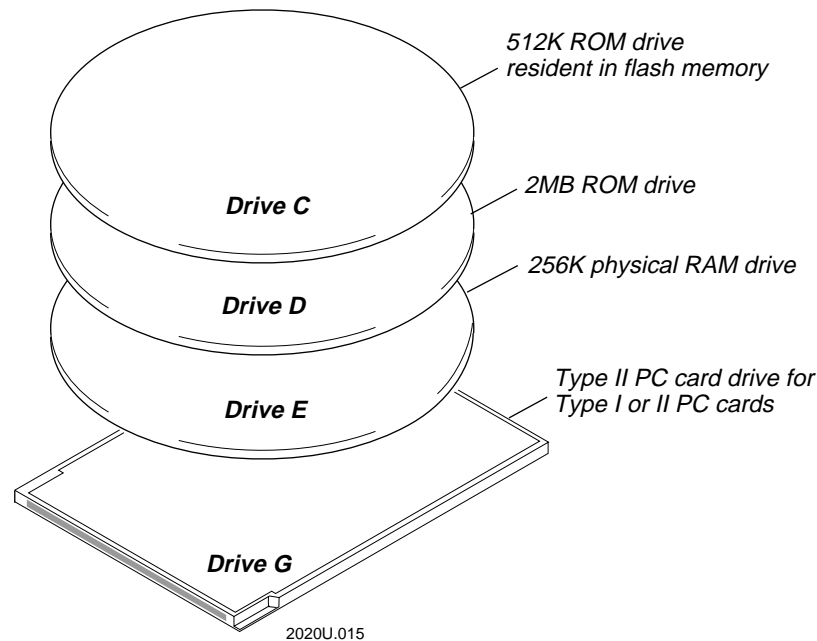 512K ROM drive
resident in flash memory
Drive C
2MB ROM drive
256K physical RAM drive
Drive D
Type II PC card drive for
Type I or II PC cards
Drive E
Drive G
2020U.015